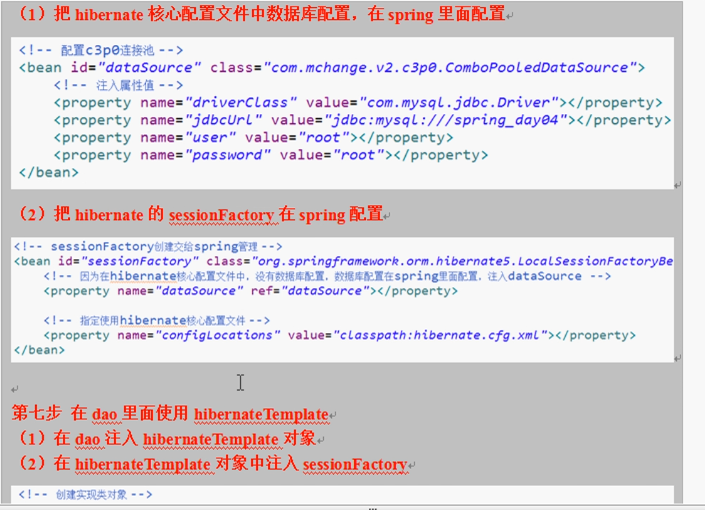 （1）把 hibernate 核心配置文件中数据库配置，在 spring 里面配置
<!-- 配置c3p0连接池 -->
<bean id="dataSource" class="com.mchange.v2.c3p0.ComboPooledDataSource">
<!-- 注入属性值 -->
<property name="driverClass" value="com.mysql.jdbc.Driver"></property>
<property name="jdbcUrl" value="jdbc:mysql:///spring_day04"></property>
<property name="user" value="root"></property>
<property name="password" value="root"></property>
</bean>
（2）把 hibernate 的 sessionFactory 在 spring 配置
<!-- sessionFactory创建交给spring管理 -->
<bean id="sessionFactory" class="org.springframework.orm.hibernate5.LocalSessionFactoryBe
<!-- 因为在hibernate核心配置文件中，没有数据库配置，数据库配置在spring里面配置，注入dataSource -->
<property name="dataSource" ref="dataSource"></property>
<!-- 指定使用hibernate核心配置文件 -->
<property name="configLocations" value="classpath:hibernate.cfg.xml"></property>
</bean>
第七步 在 dao 里面使用 hibernateTemplate
（1）在 dao 注入 hibernateTemplate 对象
（2）在 hibernateTemplate 对象中注入 sessionFactory
<!-- 创建实现类对象 -->